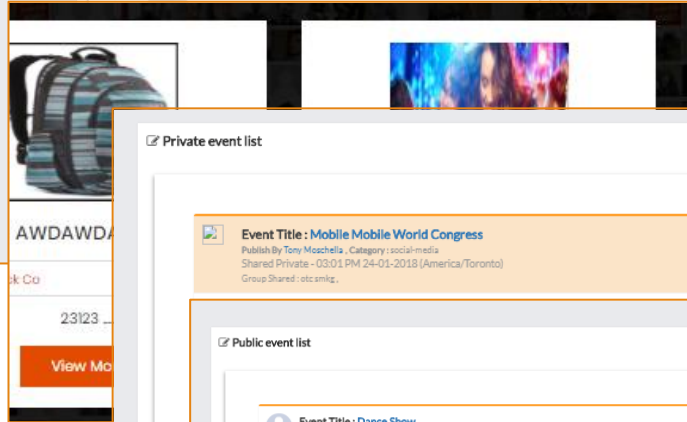 AWDAWDA
ck Co
23123 ...
View Mo
Private event list
Event Title : Mobile Mobile World Congress
Publish By Tony Moschella , Category : social-media
Shared Private - 03:01 PM 24-01-2018 (America/Toronto)
Group Shared : otc smkg ,
Public event list
Event Title : Dance Show